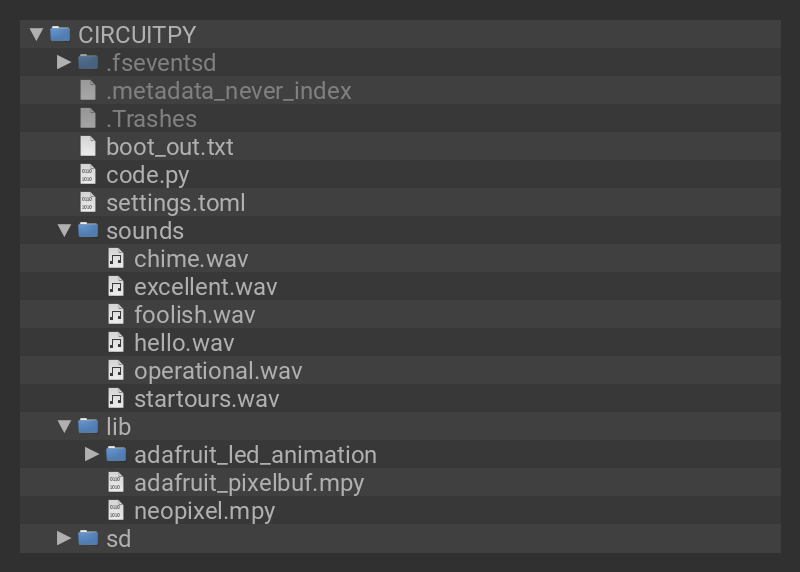 CIRCUITPY
.fseventsd
.metadata_never_index
.Trashes
boot_out.txt
code.py
settings.toml
sounds
chime.wav
excellent.wav
foolish.wav
hello.wav
operational.wav
startours.wav
lib
adafruit_led_animation
adafruit_pixelbuf.mpy
neopixel.mpy
sd